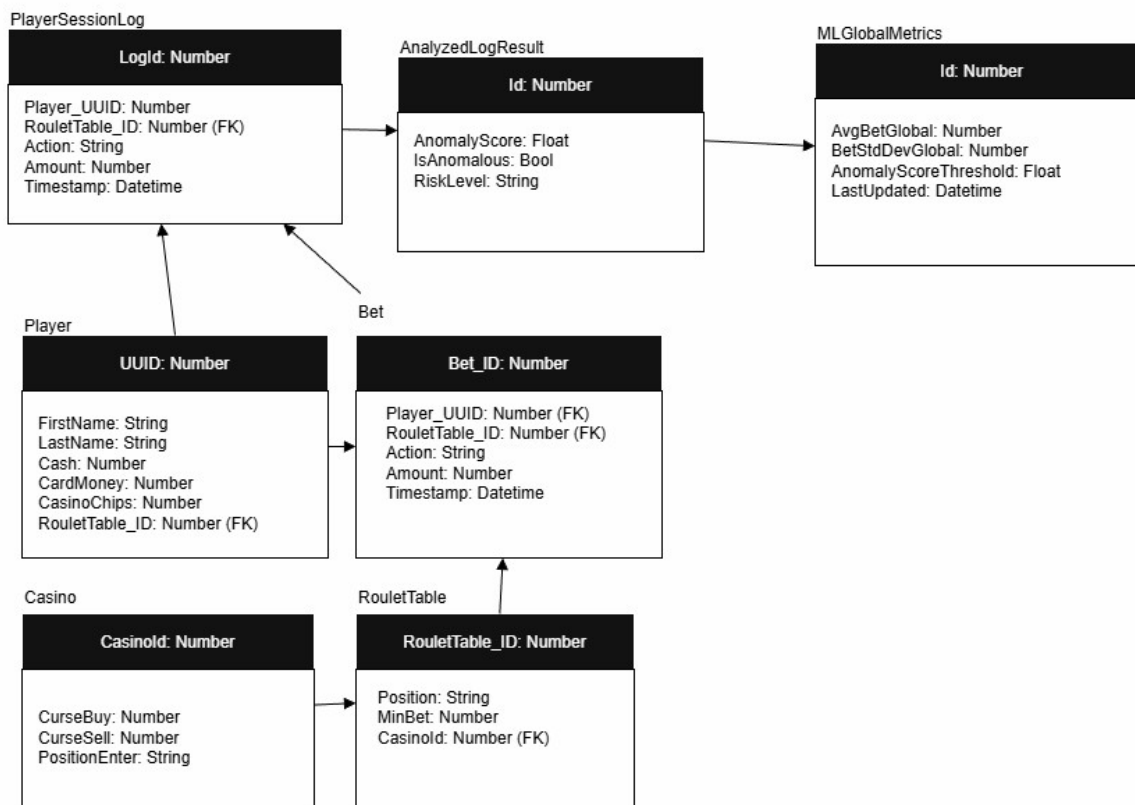 PlayerSessionLog
LogId: Number
Player_UUID: Number
RouletTable_ID: Number (FK)
Action: String
Amount: Number
Timestamp: Datetime
AnalyzedLogResult
Id: Number
AnomalyScore: Float
IsAnomalous: Bool
RiskLevel: String
MLGlobalMetrics
Id: Number
AvgBetGlobal: Number
BetStdDevGlobal: Number
AnomalyScoreThreshold: Float
LastUpdated: Datetime
Player
UUID: Number
FirstName: String
LastName: String
Cash: Number
CardMoney: Number
CasinoChips: Number
RouletTable_ID: Number (FK)
Bet
Bet_ID: Number
Player_UUID: Number (FK)
RouletTable_ID: Number (FK)
Action: String
Amount: Number
Timestamp: Datetime
Casino
CasinoId: Number
CurseBuy: Number
CurseSell: Number
PositionEnter: String
RouletTable
RouletTable_ID: Number
Position: String
MinBet: Number
CasinoId: Number (FK)